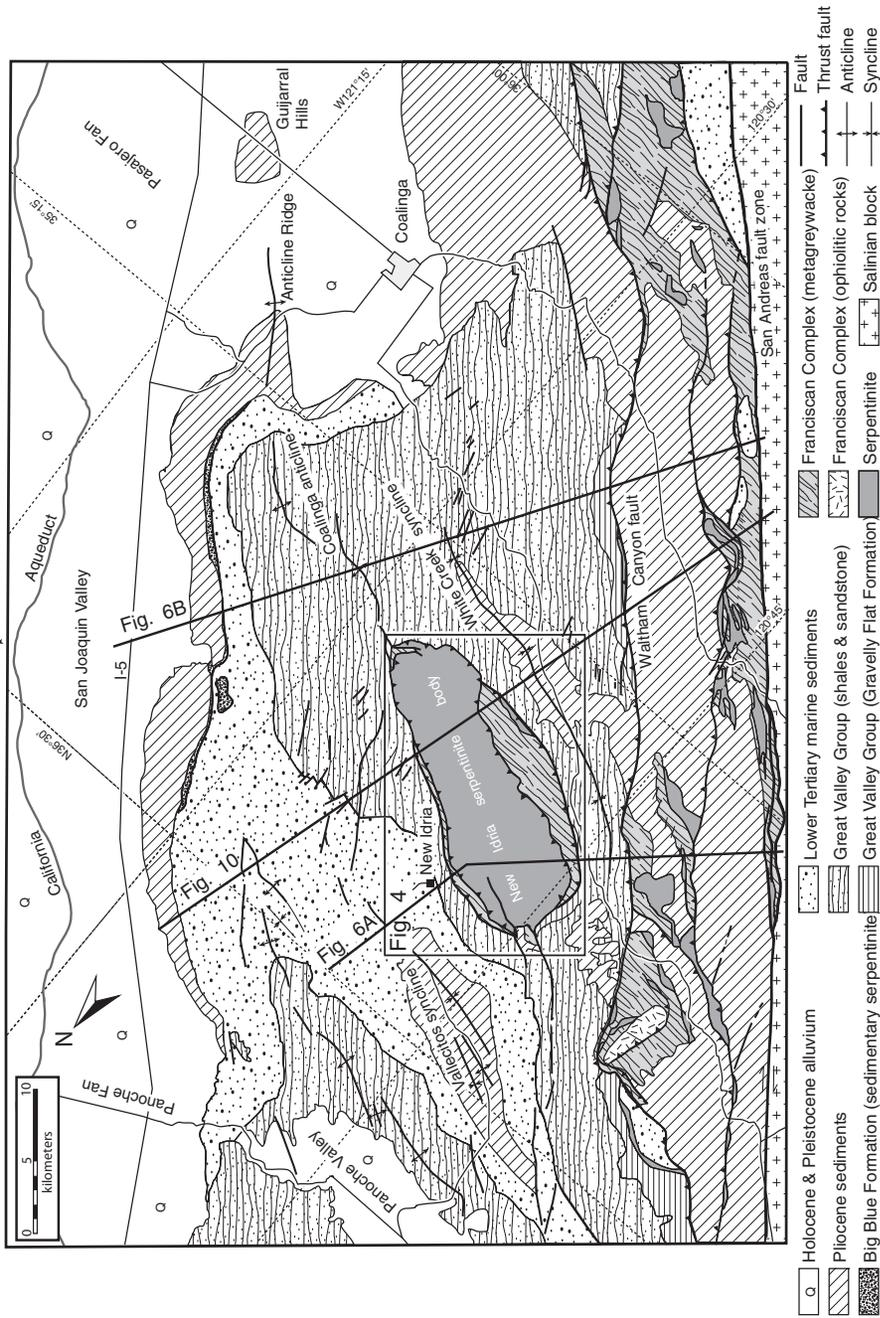 0 5 10
kilometers
N
California
Aqueduct
Pasajero Fan
N36°30'
35°15'
W121°15'
36°00'
120°30'
120°45'
Q
Q
Q
Q
Q
Q
Q
I-5
San Joaquin Valley
Guijarral
Hills
Anticline Ridge
Coalinga
Panoche Fan
Panoche Valley
Fig. 10
Fig. 6A
Fig. 6B
Fig. 4
Coalinga anticline
White Creek syncline
Vallecitos syncline
New Idria
New Idria serpentinite body
Waltham Canyon fault
San Andreas fault zone
Q Holocene & Pleistocene alluvium
Pliocene sediments
Big Blue Formation (sedimentary serpentinite)
Lower Tertiary marine sediments
Great Valley Group (shales & sandstone)
Great Valley Group (Gravelly Flat Formation)
Franciscan Complex (metagreywacke)
Franciscan Complex (ophiolitic rocks)
Serpentinite
Salinian block
Fault
Thrust fault
Anticline
Syncline